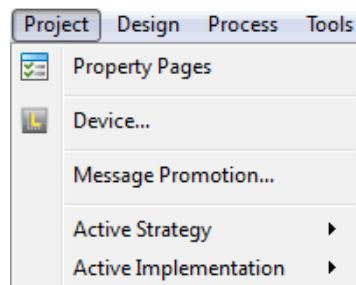 Project Design Process Tools
Property Pages
Device...
Message Promotion...
Active Strategy
Active Implementation